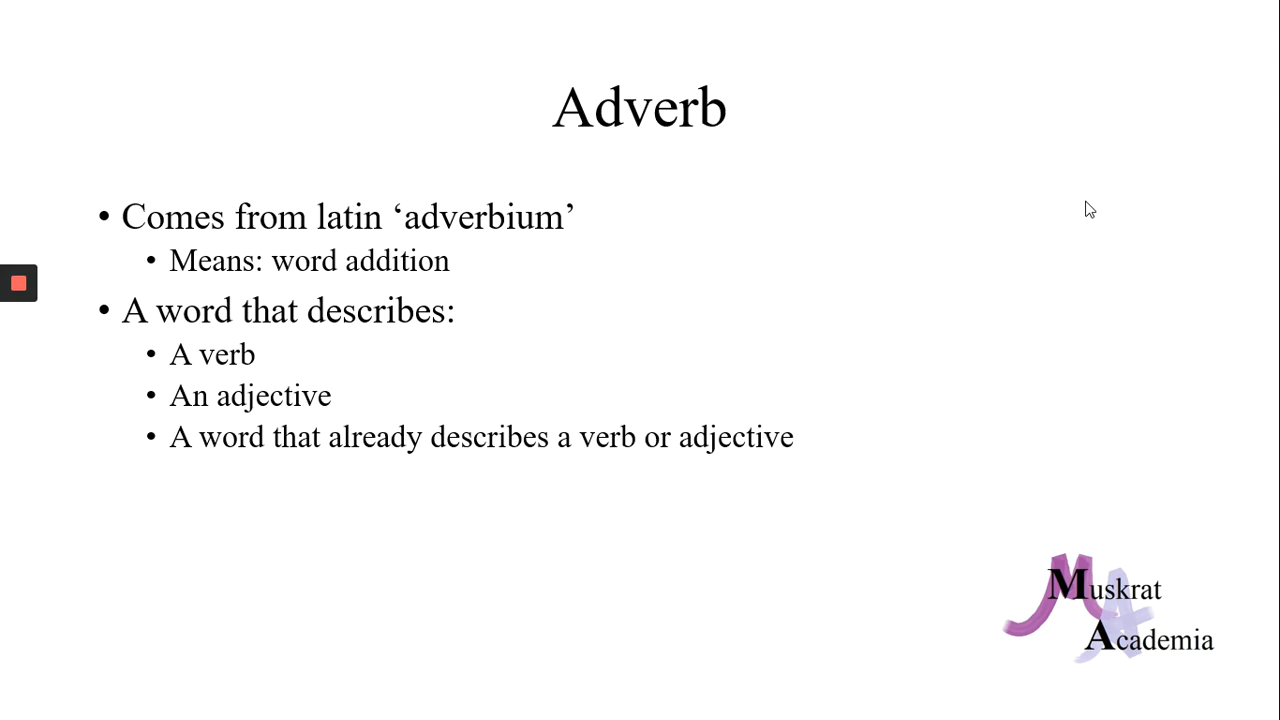 Adverb
• Comes from latin ‘adverbium’
• Means: word addition
• A word that describes:
• A verb
• An adjective
• A word that already describes a verb or adjective
Muskrat
Academia